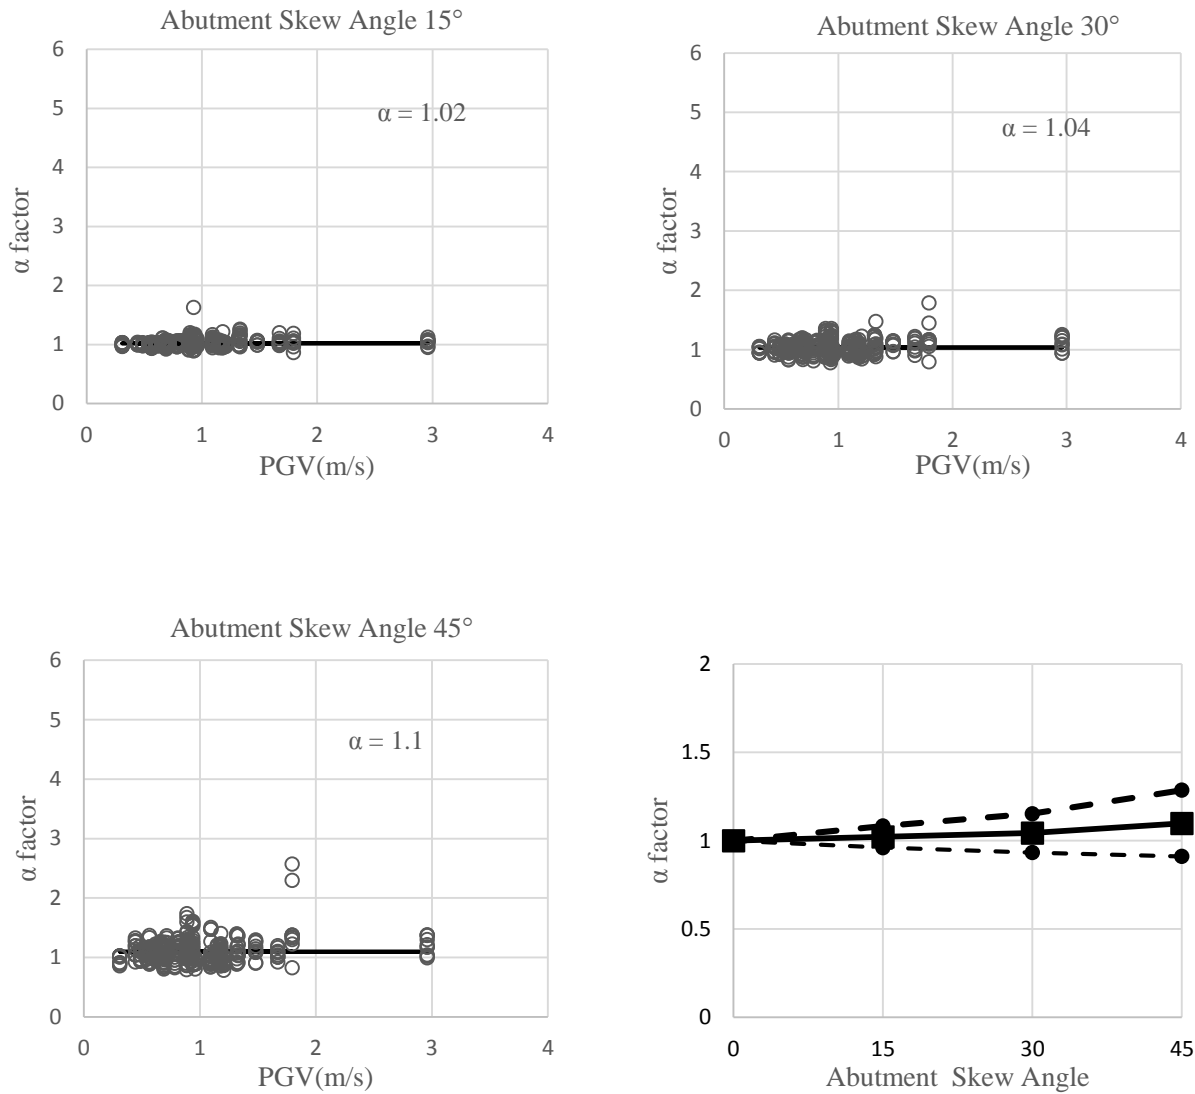 Abutment Skew Angle 15°
6
5
4
3
2
1
0
α = 1.02
α factor
0 1 2 3 4
PGV(m/s)
Abutment Skew Angle 30°
6
5
4
3
2
1
0
α = 1.04
α factor
0 1 2 3 4
PGV(m/s)
Abutment Skew Angle 45°
6
5
4
3
2
1
0
α = 1.1
α factor
0 1 2 3 4
PGV(m/s)
2
1.5
1
0.5
0
α factor
0 15 30 45
Abutment Skew Angle